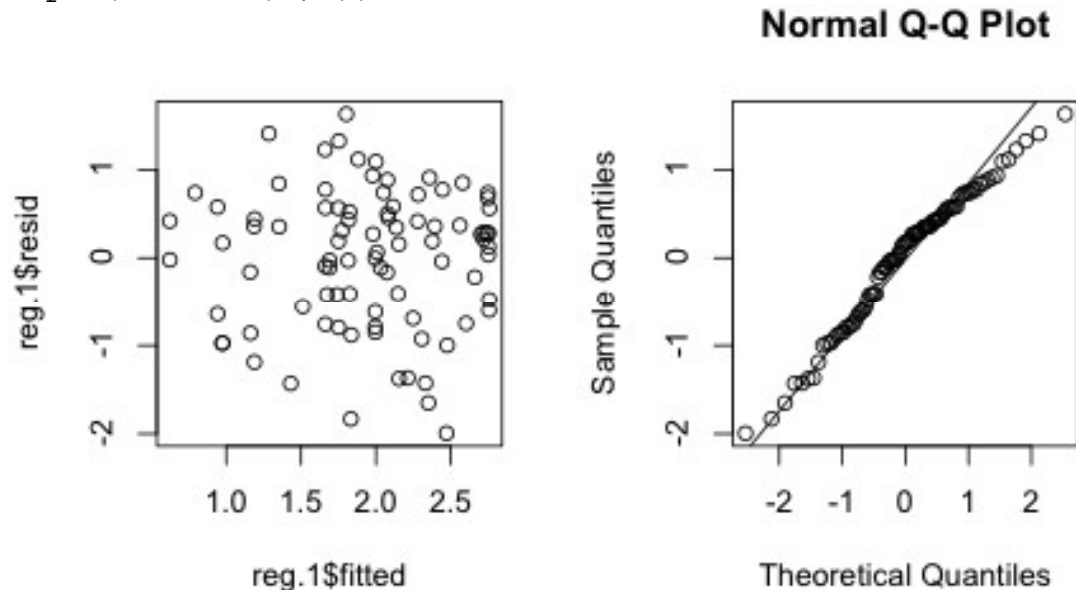 Normal Q-Q Plot
reg.1$resid
-2
-1
0
1
1.0 1.5 2.0 2.5
reg.1$fitted
Sample Quantiles
-2
-1
0
1
-2 -1 0 1 2
Theoretical Quantiles